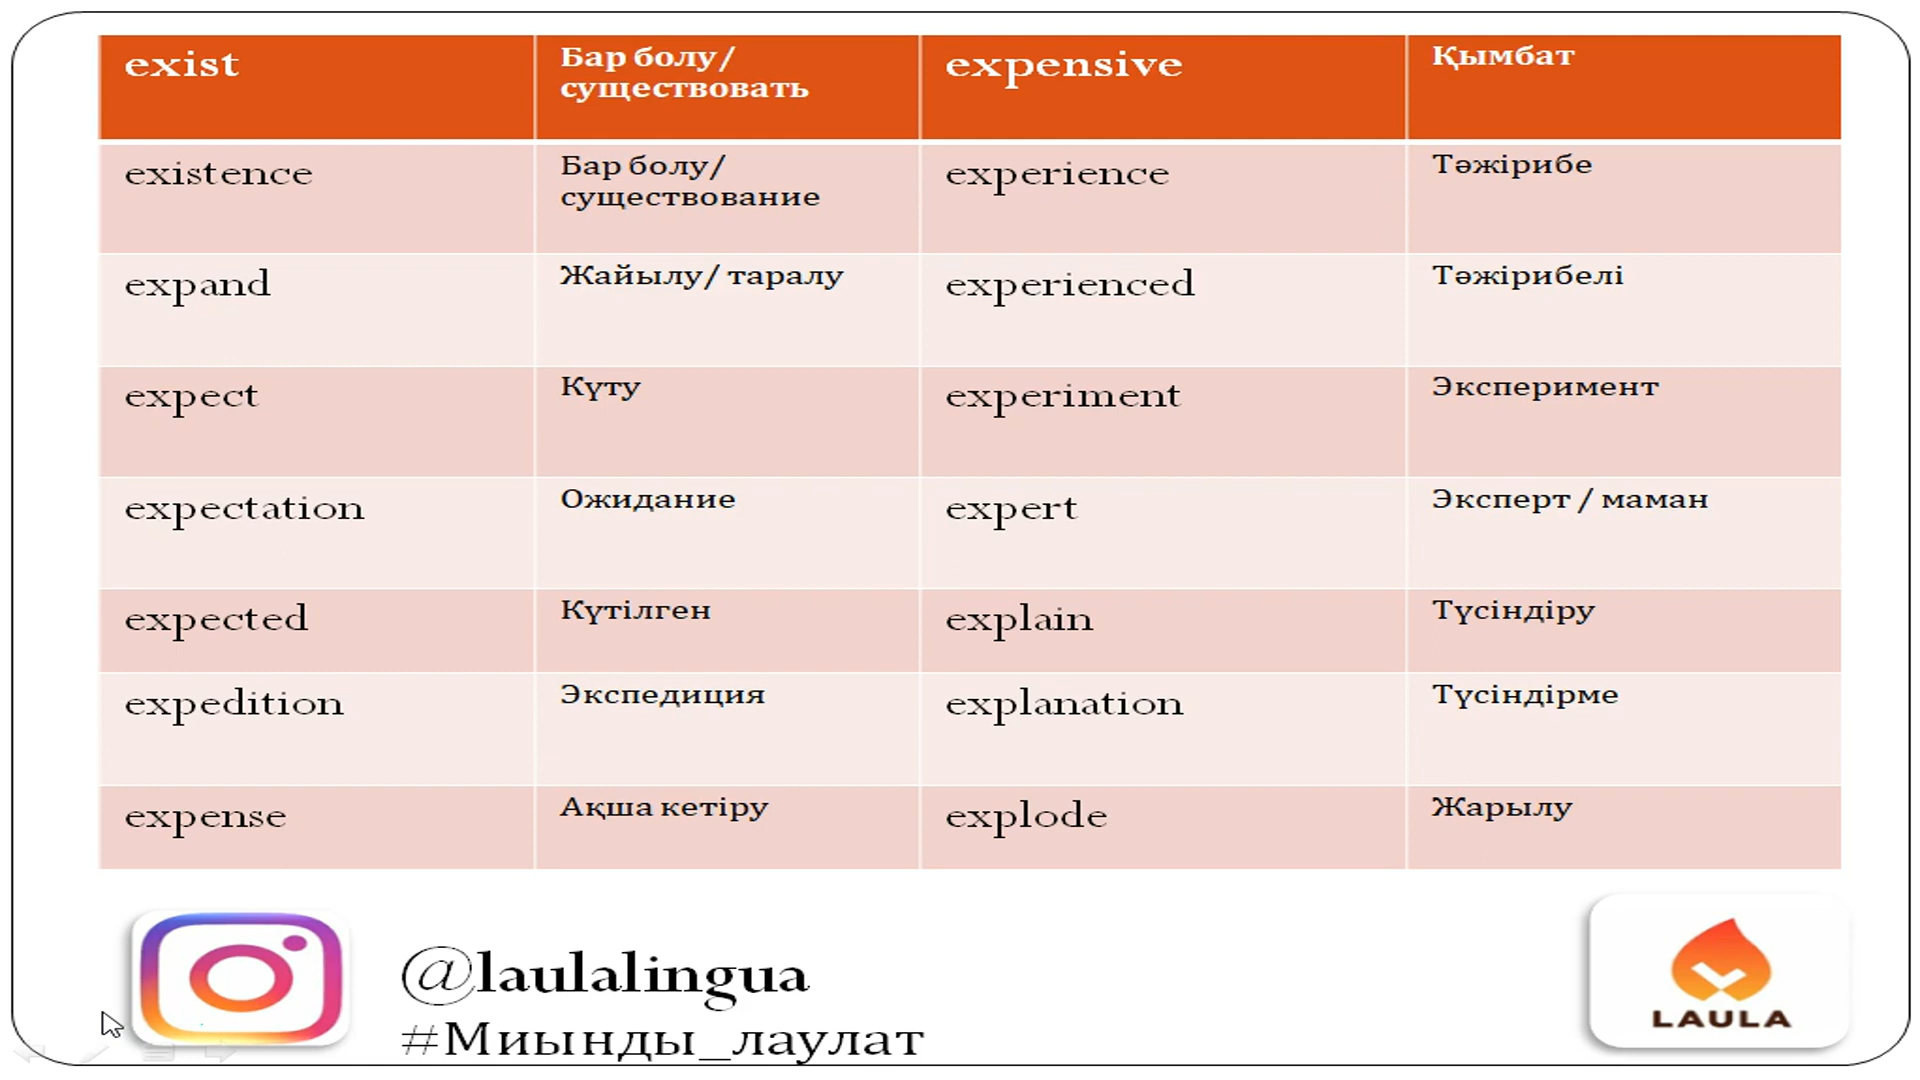 exist
Бар болу/
существовать
expensive
Қымбат
existence
Бар болу/
существование
experience
Тәжірибе
expand
Жайылу/ таралу
experienced
Тәжірибелі
expect
Күту
experiment
Эксперимент
expectation
Ожидание
expert
Эксперт / маман
expected
Күтілген
explain
Түсіндіру
expedition
Экспедиция
explanation
Түсіндірме
expense
Ақша кетіру
explode
Жарылу
@laulalingua
#Миынды_лаулат
LAULA